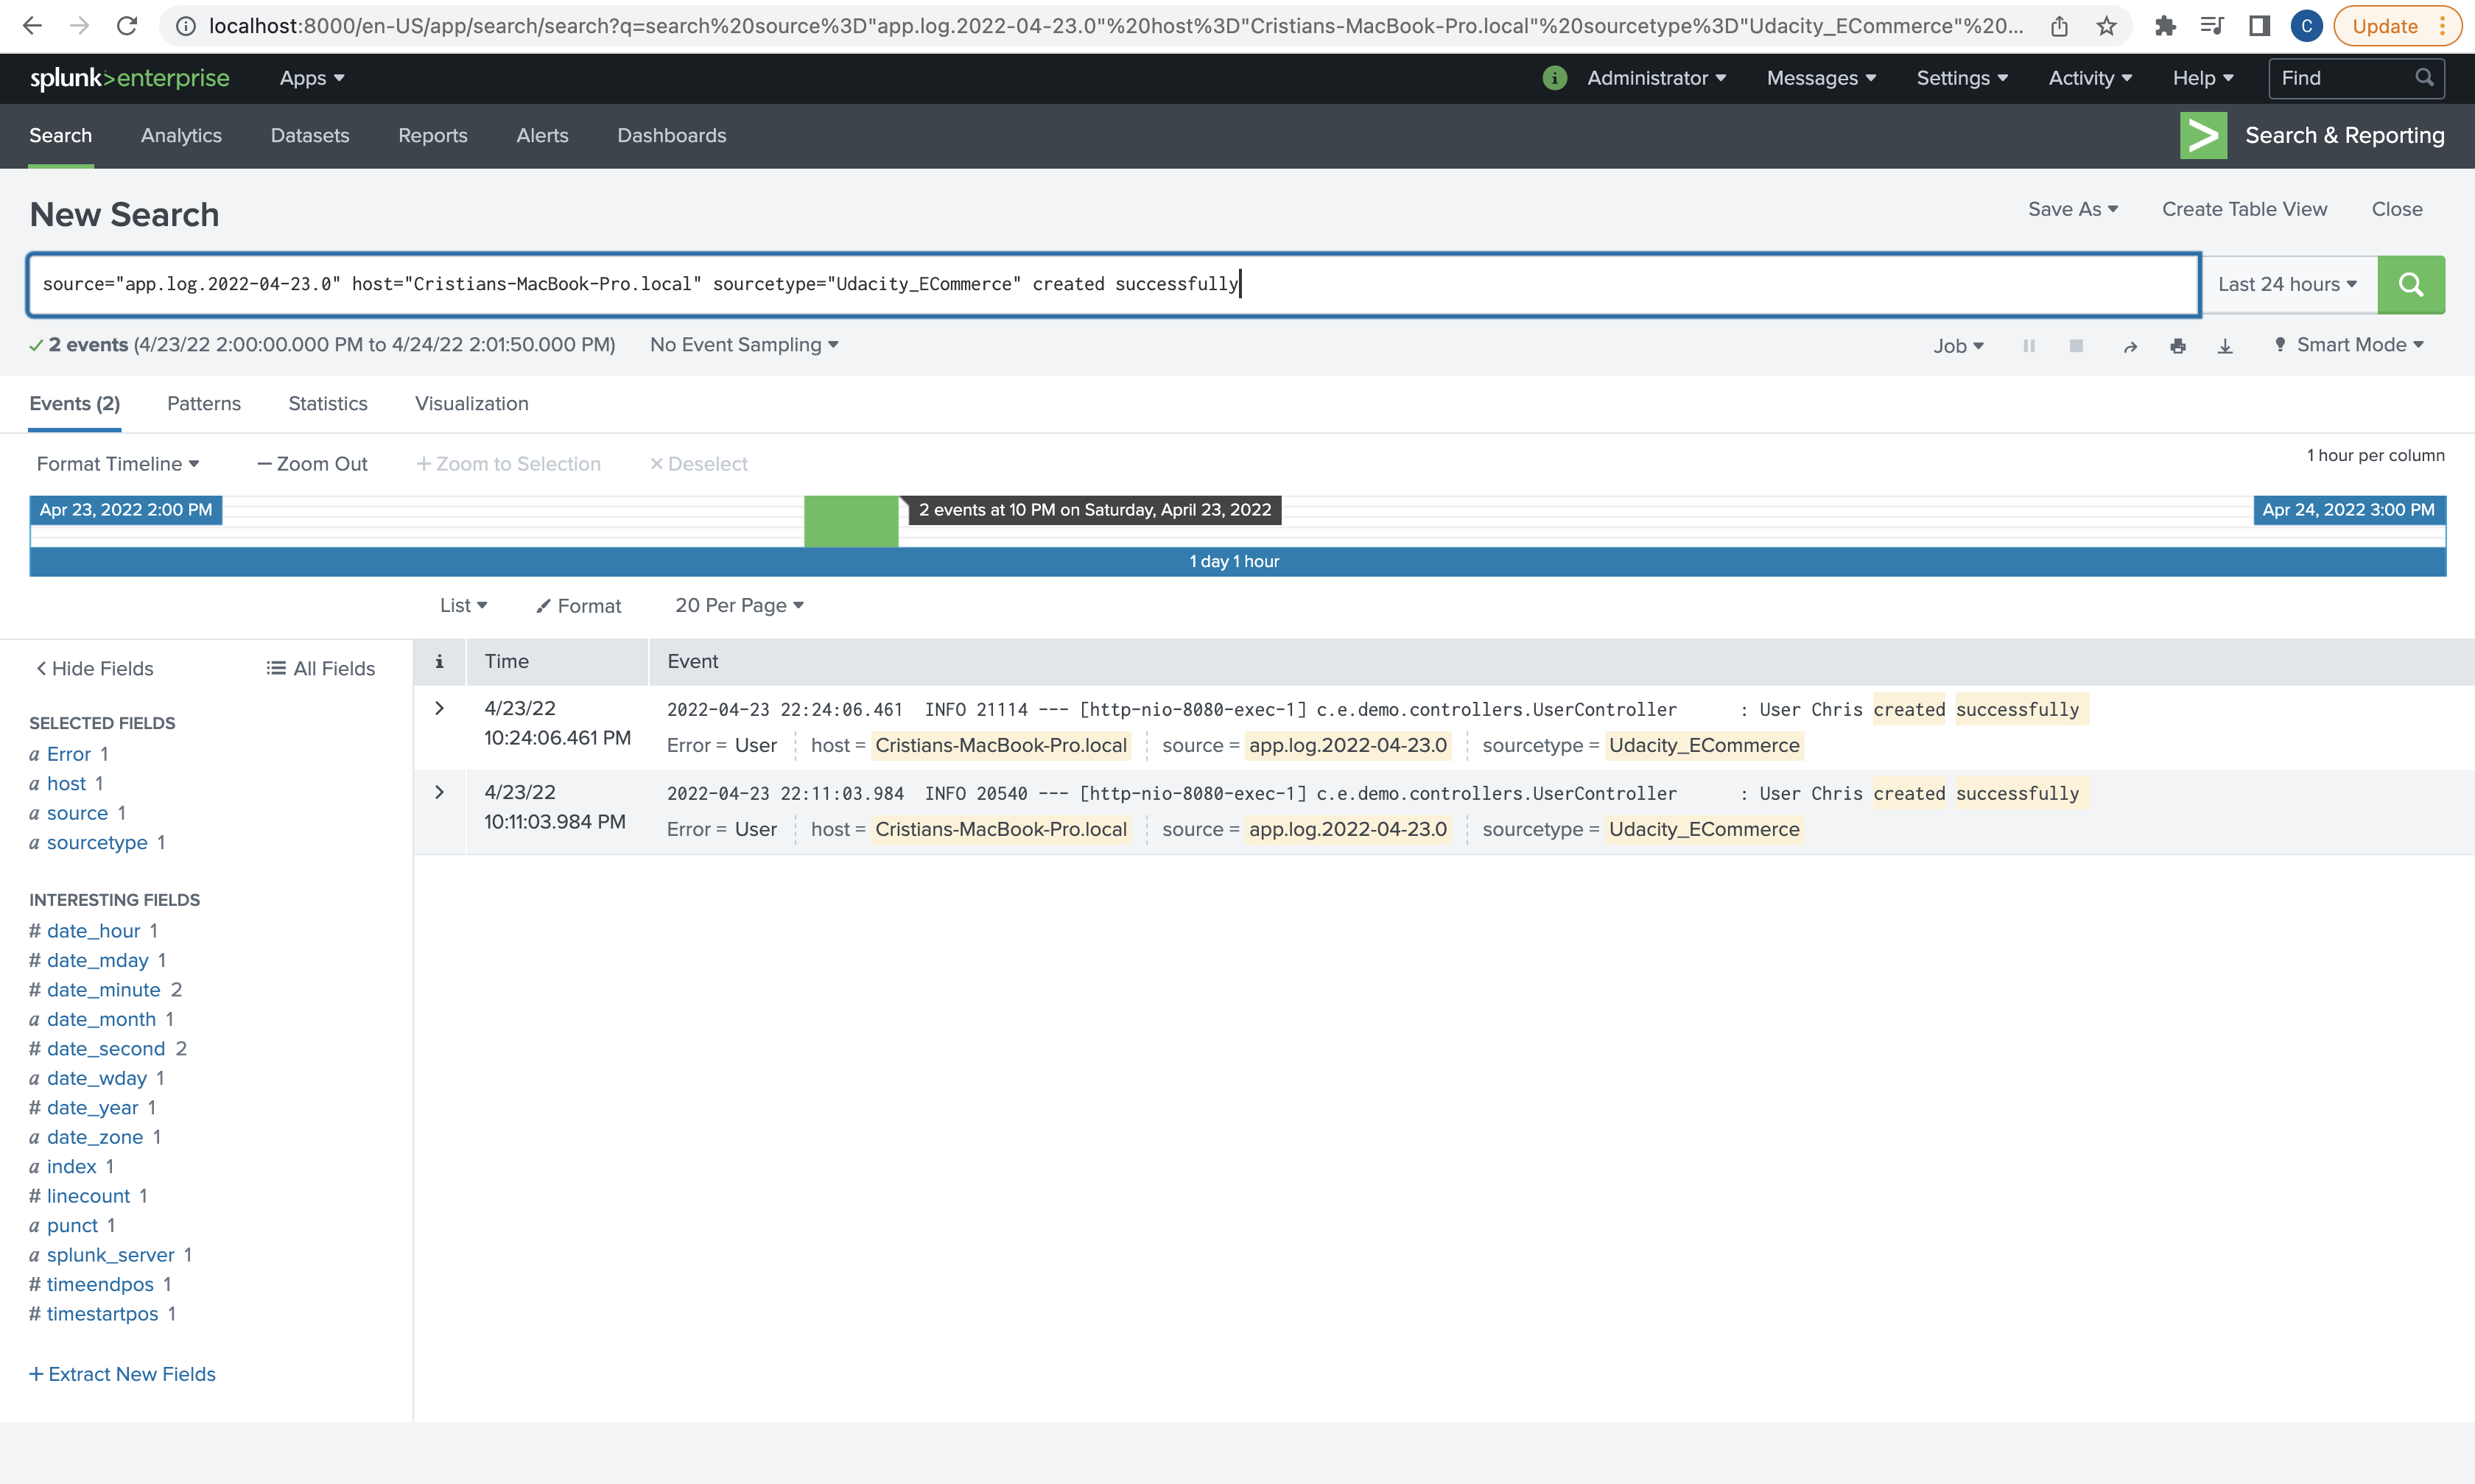 localhost:8000/en-US/app/search/search?q=search%20source%3D"app.log.2022-04-23.0"%20host%3D"Cristians-MacBook-Pro.local"%20sourcetype%3D"Udacity_ECommerce"%20... C Update
splunk>enterprise Apps i Administrator Messages Settings Activity Help Find
Search Analytics Datasets Reports Alerts Dashboards > Search & Reporting
New Search Save As Create Table View Close
source="app.log.2022-04-23.0" host="Cristians-MacBook-Pro.local" sourcetype="Udacity_ECommerce" created successfully Last 24 hours
✓ 2 events (4/23/22 2:00:00.000 PM to 4/24/22 2:01:50.000 PM) No Event Sampling Job Smart Mode
Events (2) Patterns Statistics Visualization
Format Timeline — Zoom Out + Zoom to Selection × Deselect 1 hour per column
Apr 23, 2022 2:00 PM 2 events at 10 PM on Saturday, April 23, 2022 Apr 24, 2022 3:00 PM
1 day 1 hour
List Format 20 Per Page
< Hide Fields All Fields
SELECTED FIELDS
a Error 1
a host 1
a source 1
a sourcetype 1
INTERESTING FIELDS
# date_hour 1
# date_mday 1
# date_minute 2
a date_month 1
# date_second 2
a date_wday 1
# date_year 1
a date_zone 1
a index 1
# linecount 1
a punct 1
a splunk_server 1
# timeendpos 1
# timestartpos 1
+ Extract New Fields
i Time Event
> 4/23/22 2022-04-23 22:24:06.461 INFO 21114 --- [http-nio-8080-exec-1] c.e.demo.controllers.UserController : User Chris created successfully
10:24:06.461 PM Error = User host = Cristians-MacBook-Pro.local source = app.log.2022-04-23.0 sourcetype = Udacity_ECommerce
> 4/23/22 2022-04-23 22:11:03.984 INFO 20540 --- [http-nio-8080-exec-1] c.e.demo.controllers.UserController : User Chris created successfully
10:11:03.984 PM Error = User host = Cristians-MacBook-Pro.local source = app.log.2022-04-23.0 sourcetype = Udacity_ECommerce